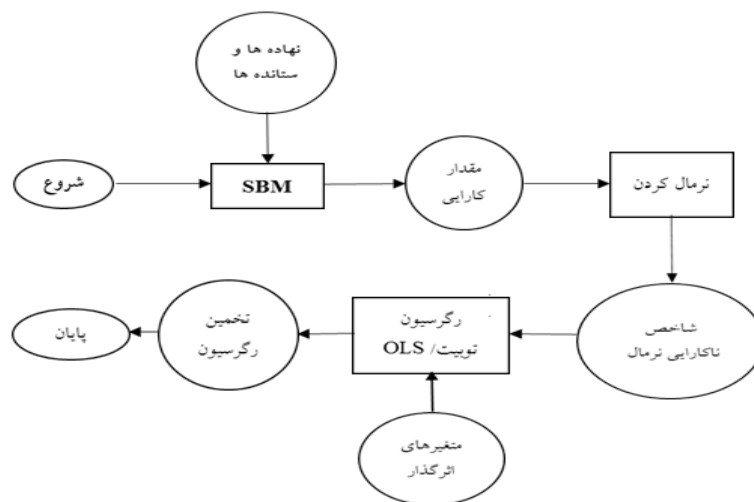 نهاده ها و
ستانده ها
شروع
SBM
مقدار
کارایی
نرمال کردن
شاخص
ناکارایی نرمال
رگرسیون
توبیت/ OLS
متغیرهای
اثرگذار
تخمین
رگرسیون
پایان